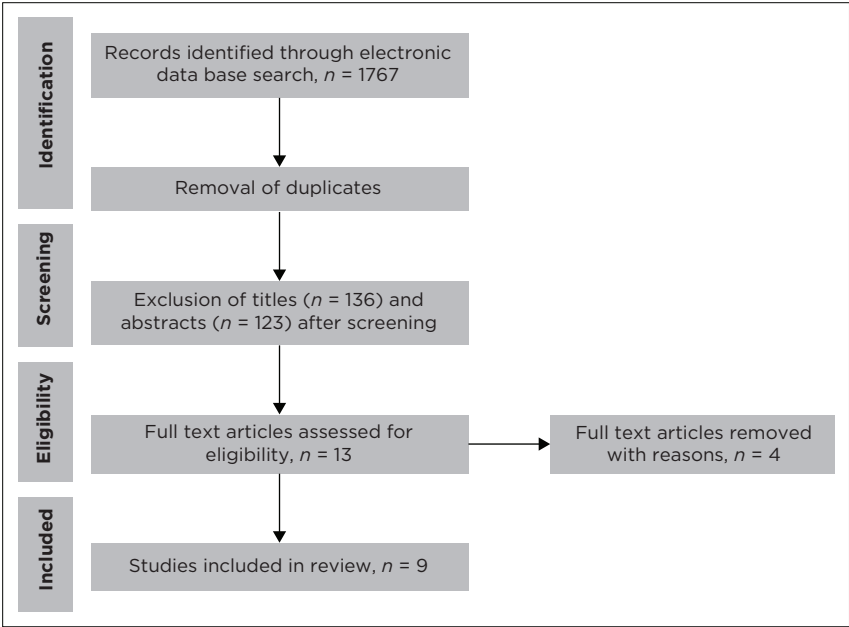 Identification
Records identified through electronic
data base search, n = 1767
Removal of duplicates
Screening
Exclusion of titles (n = 136) and
abstracts (n = 123) after screening
Eligibility
Full text articles assessed for
eligibility, n = 13
Full text articles removed
with reasons, n = 4
Included
Studies included in review, n = 9